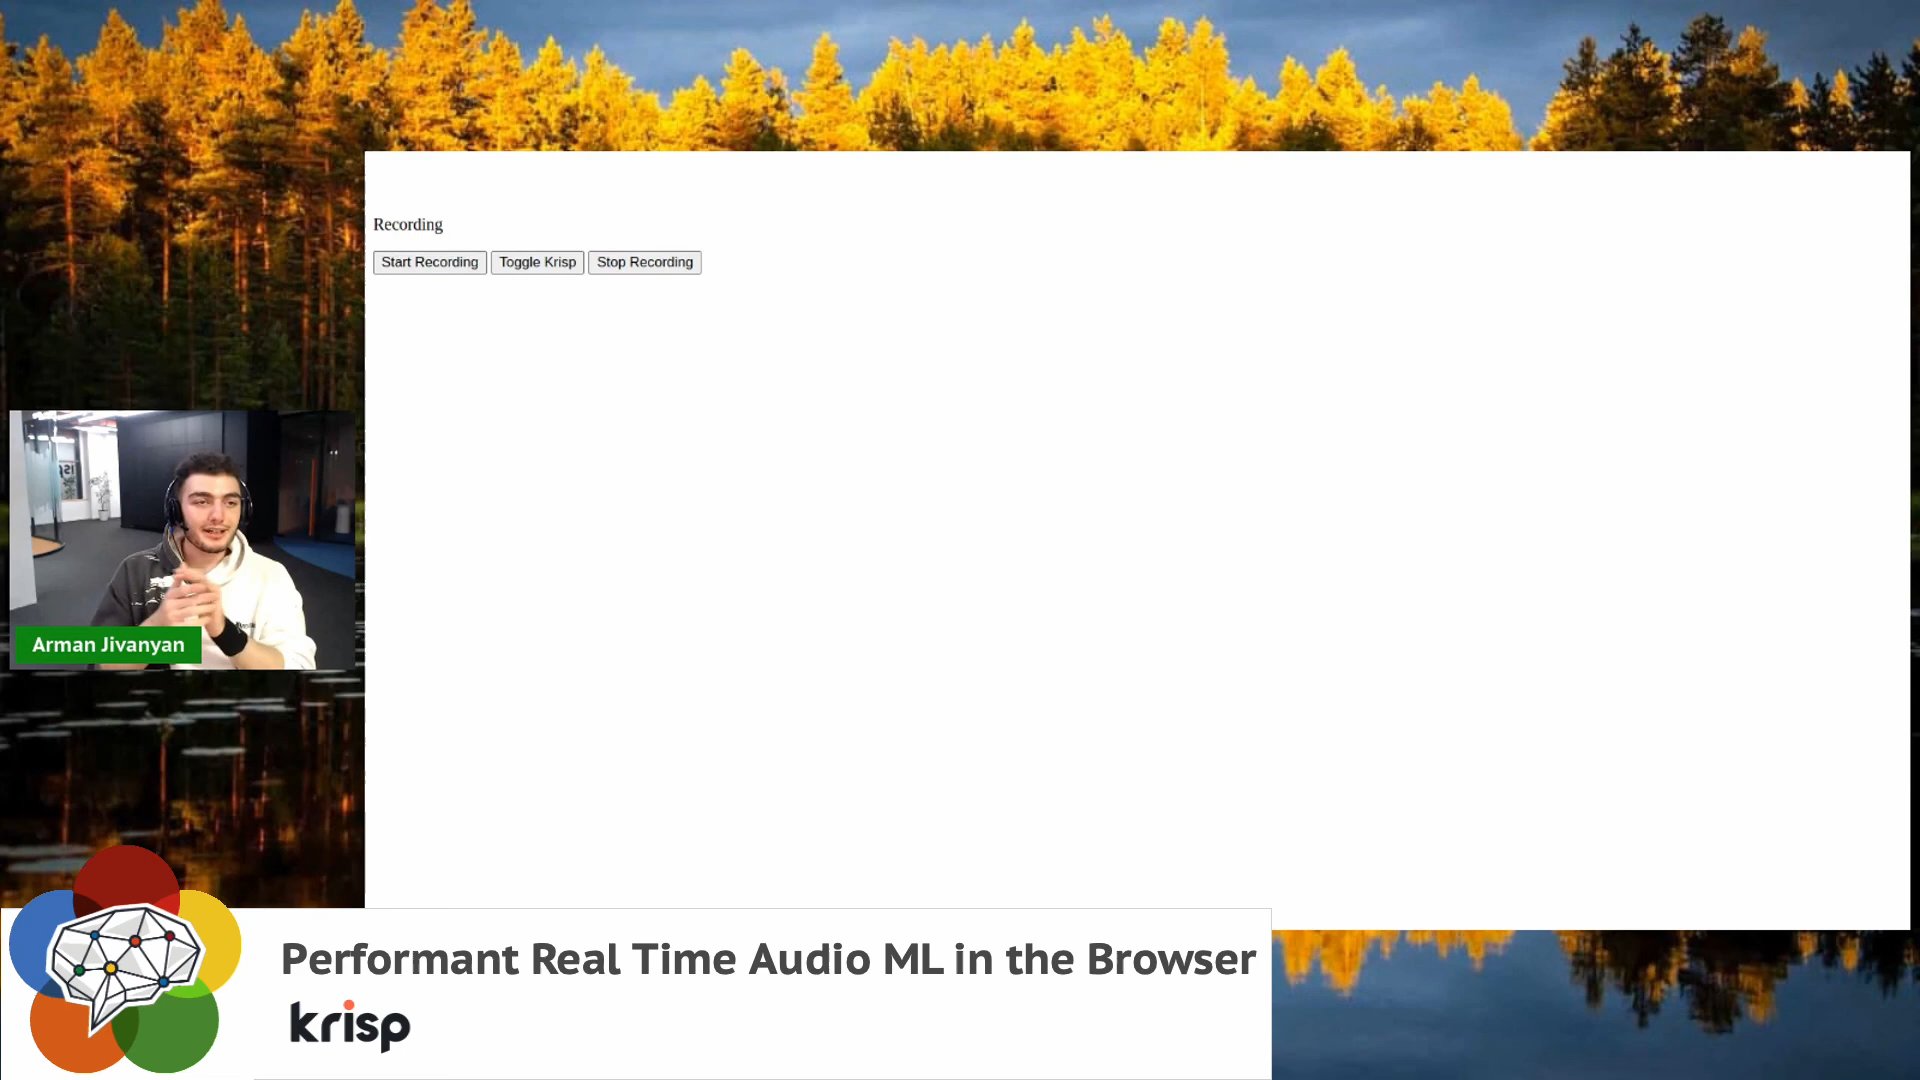 Recording
Start Recording Toggle Krisp Stop Recording
Arman Jivanyan
Performant Real Time Audio ML in the Browser
krisp